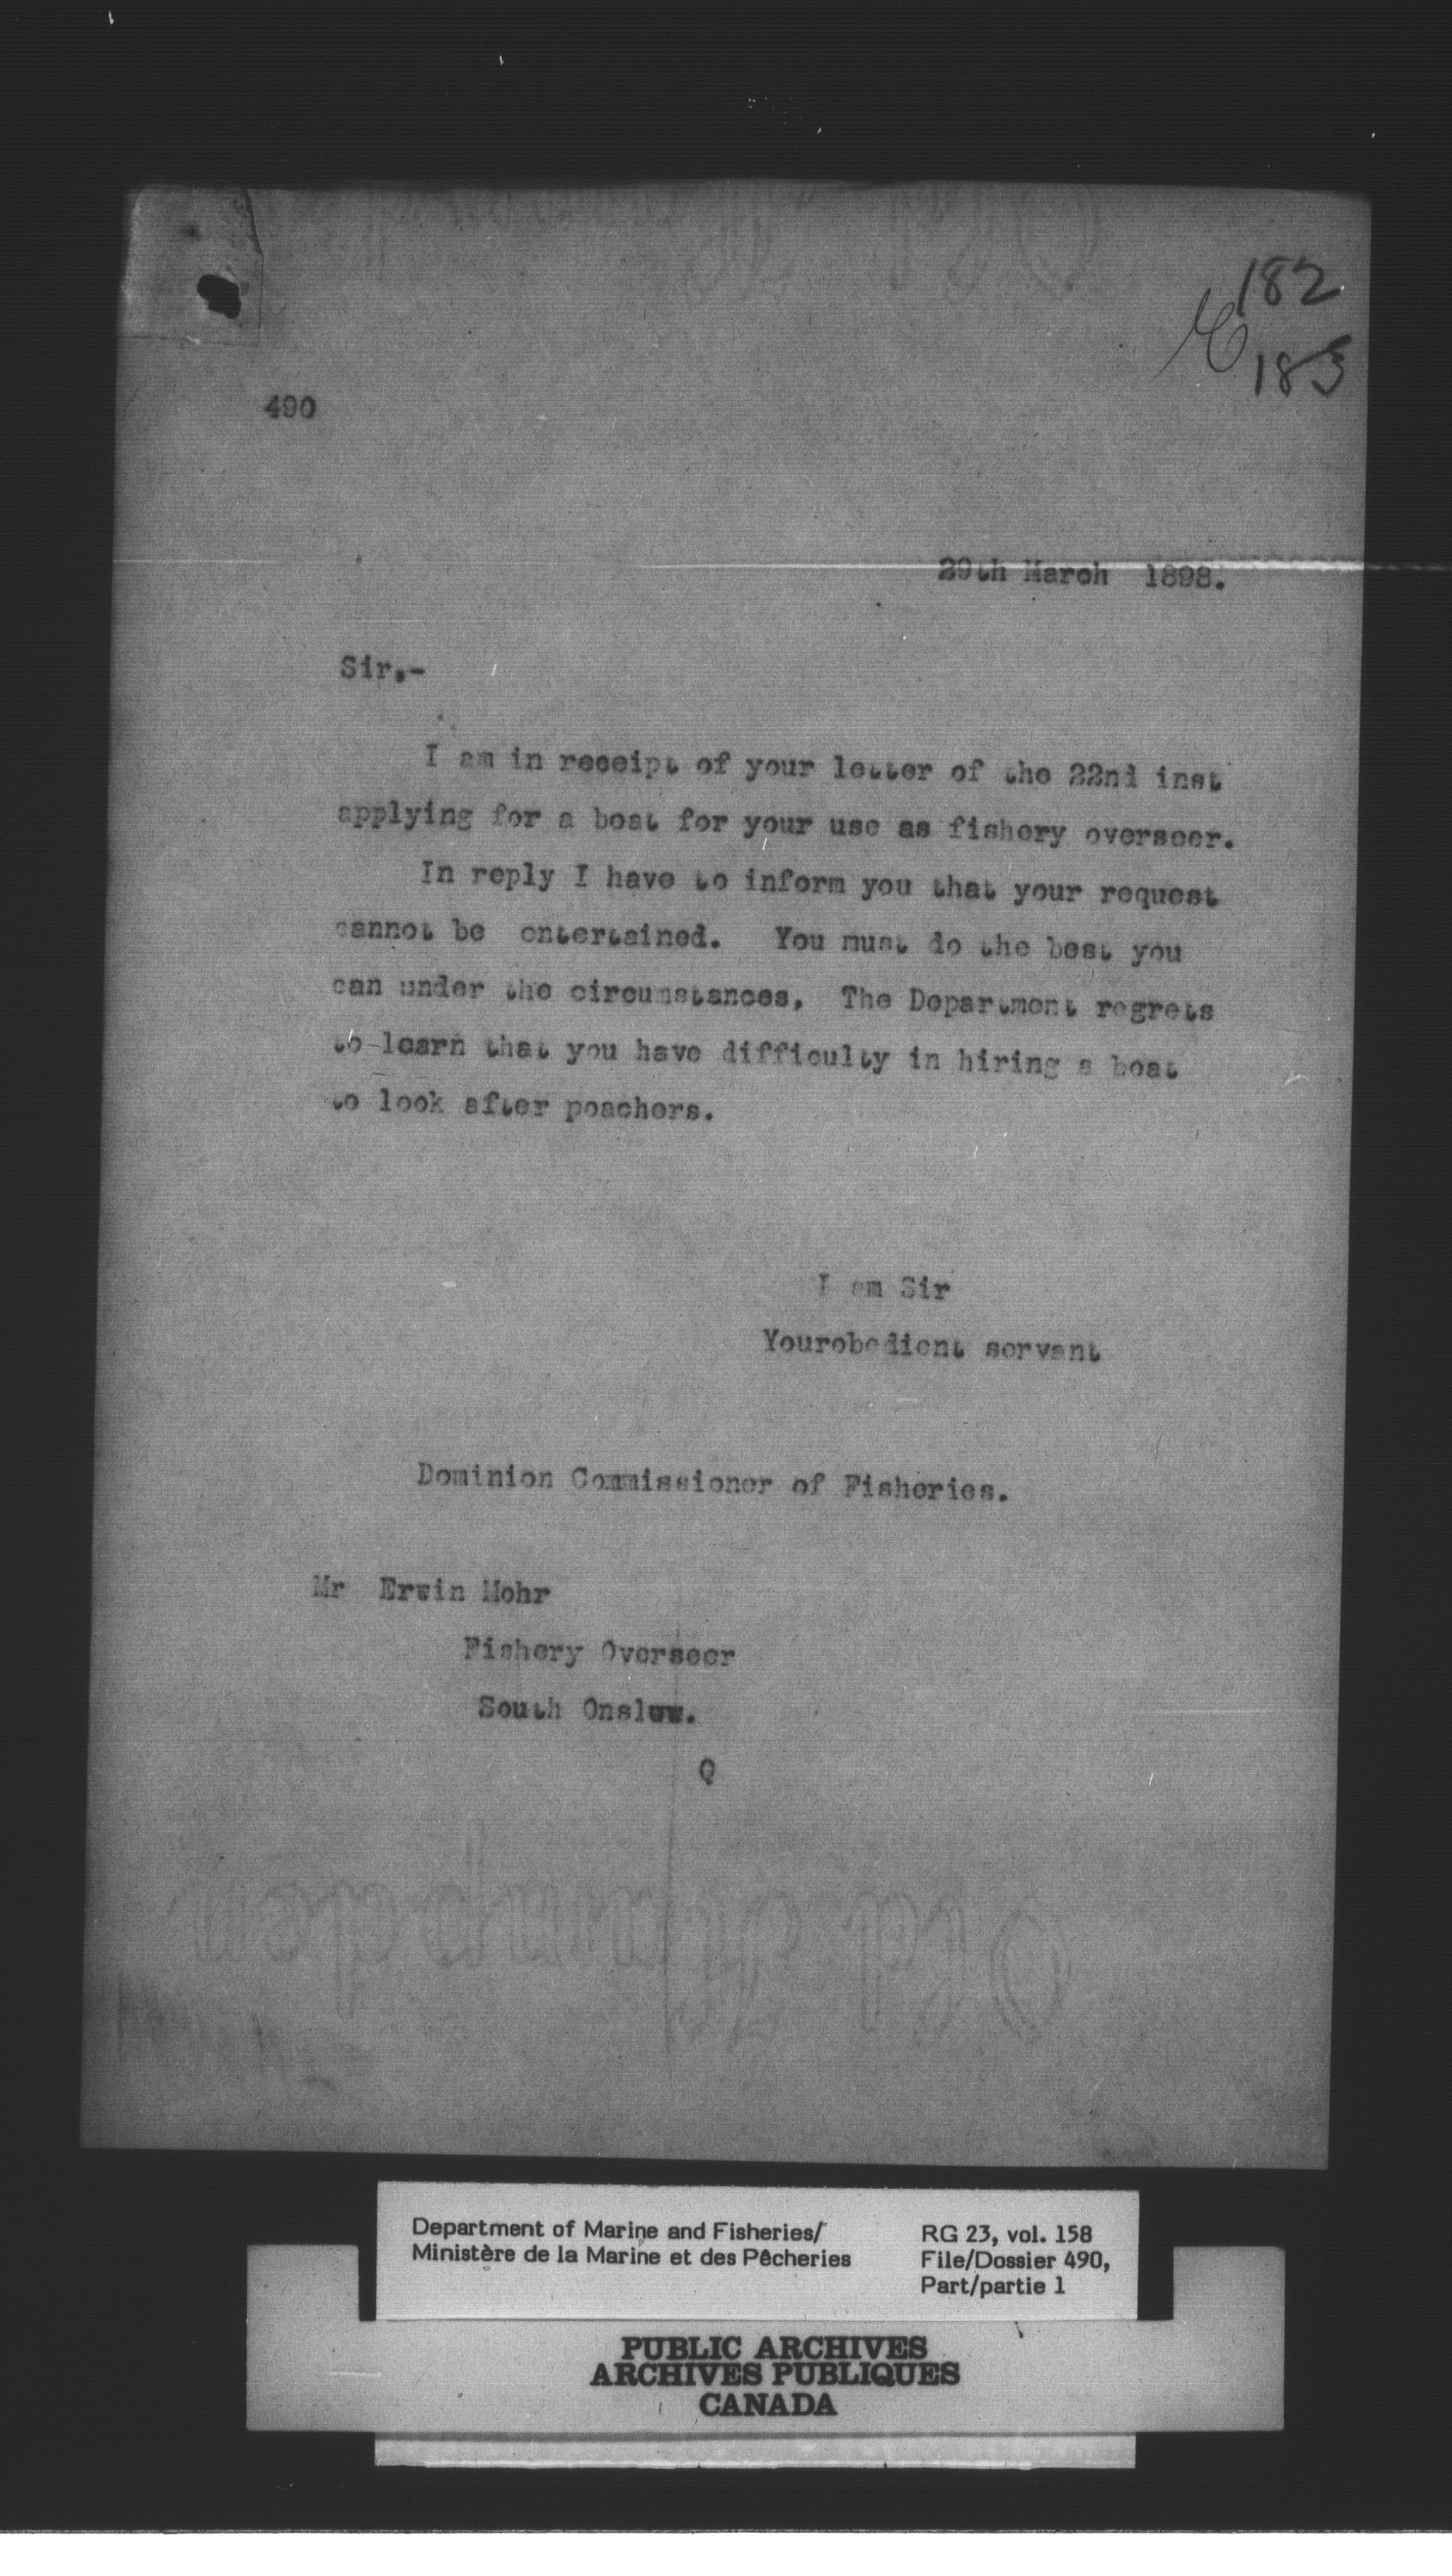 182
183
490
29th March 1898.
Sir,-
I am in receipt of your letter of the 22nd inst
applying for a boat for your use as fishery overseer.
In reply I have to inform you that your request
cannot be entertained. You must do the best you
can under the circumstances. The Department regrets
to learn that you have difficulty in hiring a boat
to look after poachers.
I am Sir
Yourobedient servant
Dominion Commissioner of Fisheries.
Mr Erwin Mohr
Fishery Overseer
South Onslow.
Q
Department of Marine and Fisheries/
Ministère de la Marine et des Pêcheries
RG 23, vol. 158
File/Dossier 490,
Part/partie 1
PUBLIC ARCHIVES
ARCHIVES PUBLIQUES
CANADA